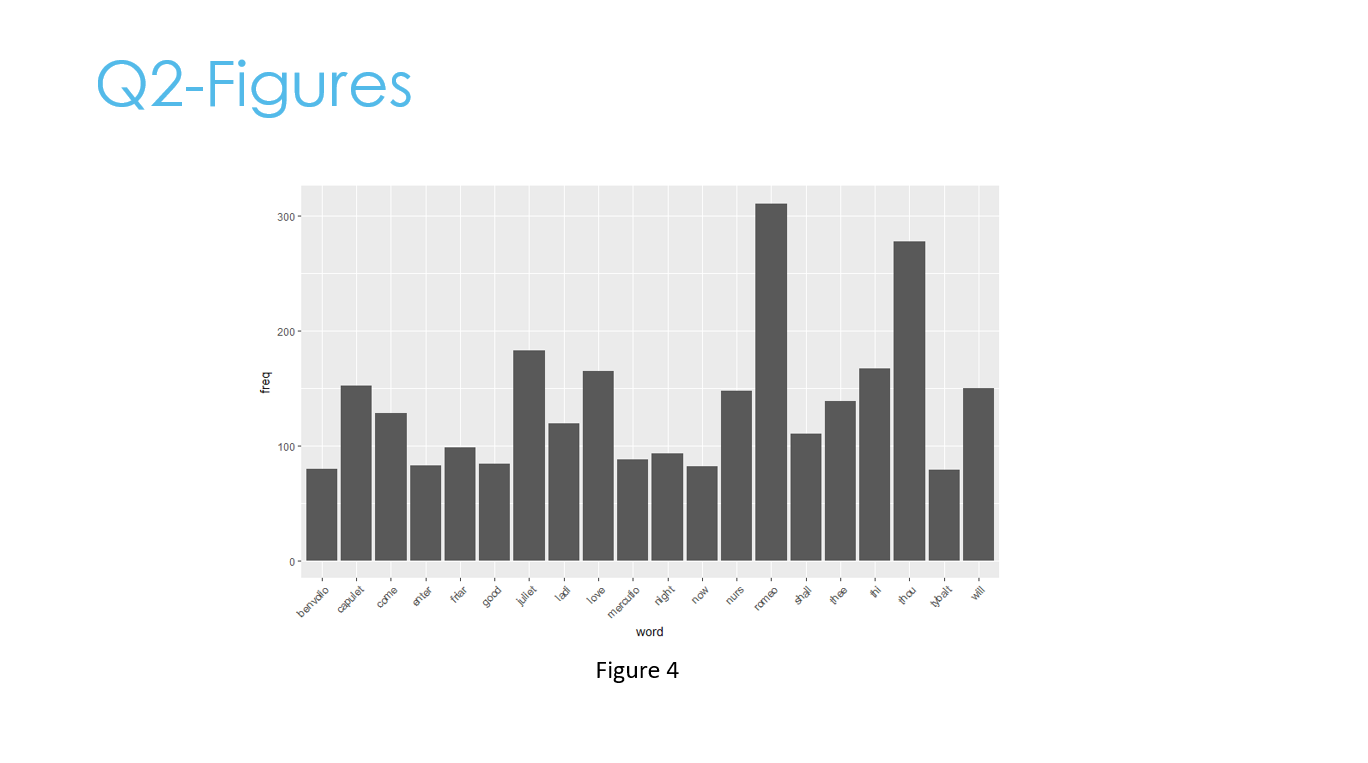 Q2-Figures
300
200
100
0
freq
benvolio capulet come enter friar good juliet ladi love mercutio night now nurs romeo shall thee thi thou tybalt will
word
Figure 4